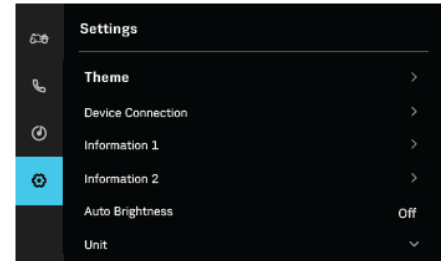 Settings
Theme
Device Connection
Information 1
Information 2
Auto Brightness Off
Unit